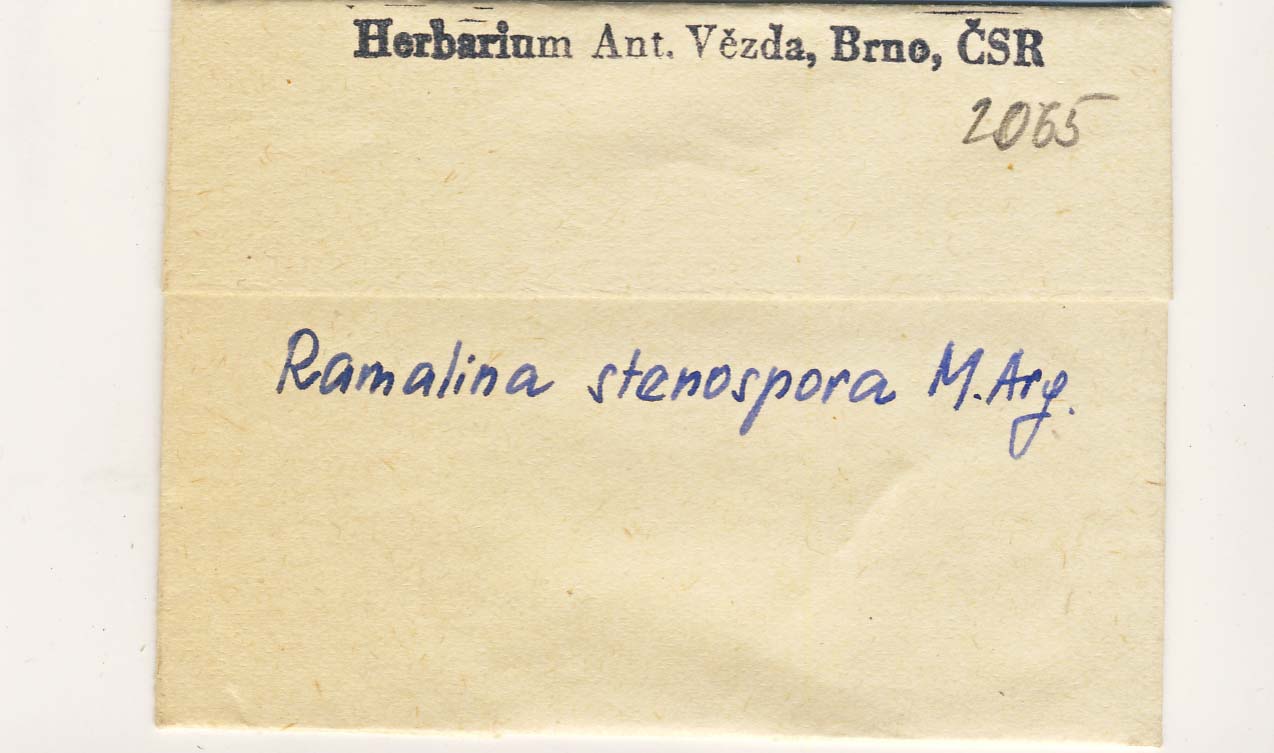 Herbarium Ant. Vězda, Brno, ČSR
2065
Ramalina stenospora M. Arg.